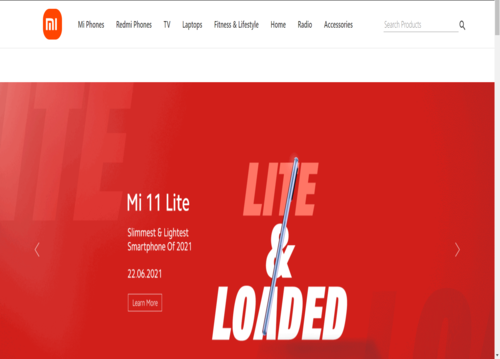 mi
Mi Phones Redmi Phones TV Laptops Fitness & Lifestyle Home Radio Accessories Search Products
LITE
LITE
Mi 11 Lite
Slimmest & Lightest
Smartphone Of 2021
22.06.2021
Learn More
LITE
&
LOADED